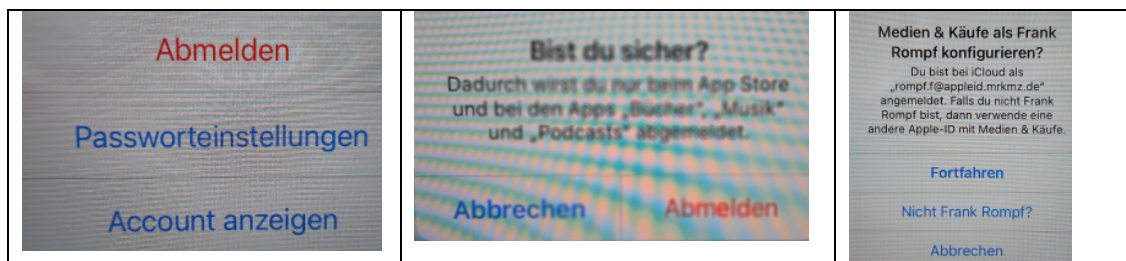 Abmelden
Passworteinstellungen
Account anzeigen
Bist du sicher?
Dadurch wirst du nur beim App Store
und bei den Apps „Bücher“, „Musik“
und „Podcasts“ abgemeldet.
Abbrechen
Abmelden
Medien & Käufe als Frank
Rompf konfigurieren?
Du bist bei iCloud als
„rompf.f@appleid.mrkmz.de“
angemeldet. Falls du nicht Frank
Rompf bist, dann verwende eine
andere Apple-ID mit Medien & Käufe.
Fortfahren
Nicht Frank Rompf?
Abbrechen